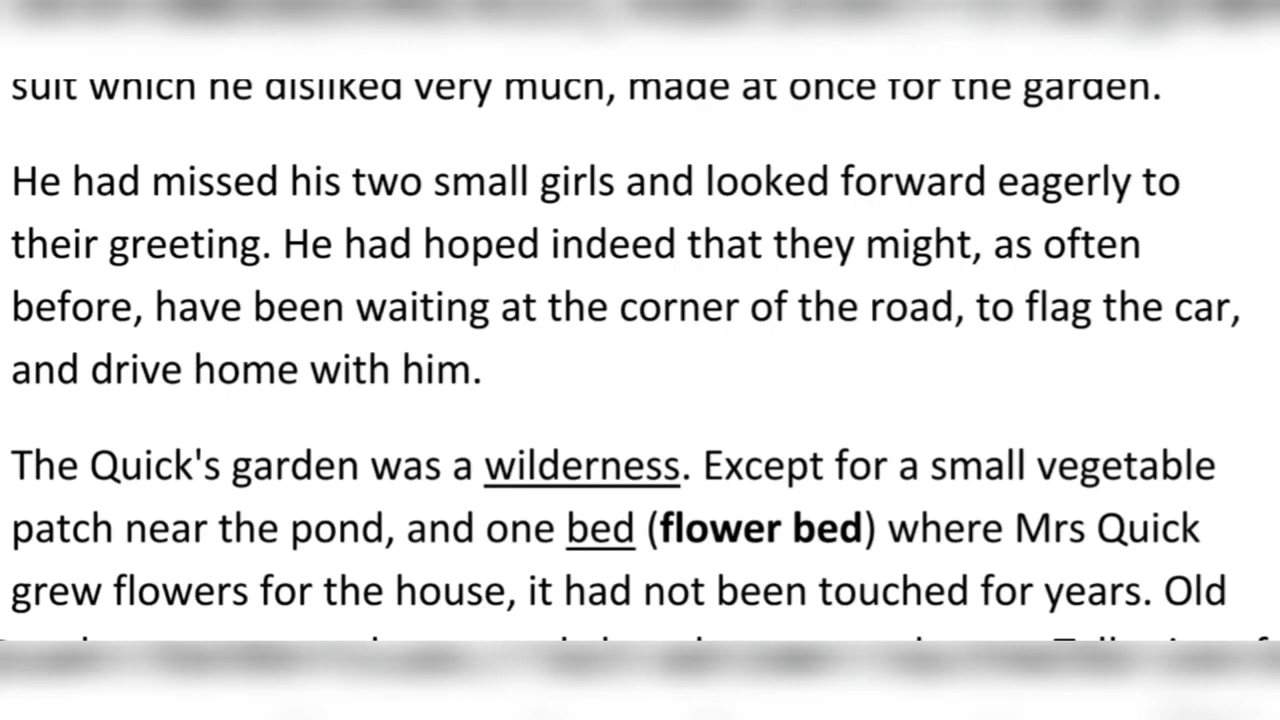 suit which he disliked very much, made at once for the garden.
He had missed his two small girls and looked forward eagerly to
their greeting. He had hoped indeed that they might, as often
before, have been waiting at the corner of the road, to flag the car,
and drive home with him.
The Quick's garden was a wilderness. Except for a small vegetable
patch near the pond, and one bed (flower bed) where Mrs Quick
grew flowers for the house, it had not been touched for years. Old